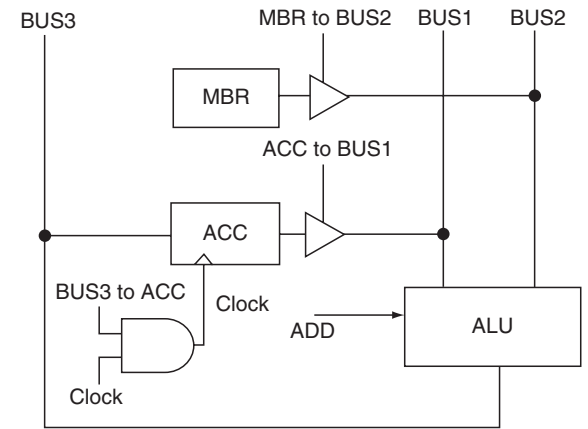 BUS3
MBR to BUS2
BUS1
BUS2
MBR
ACC to BUS1
ACC
BUS3 to ACC
Clock
ADD
ALU
Clock